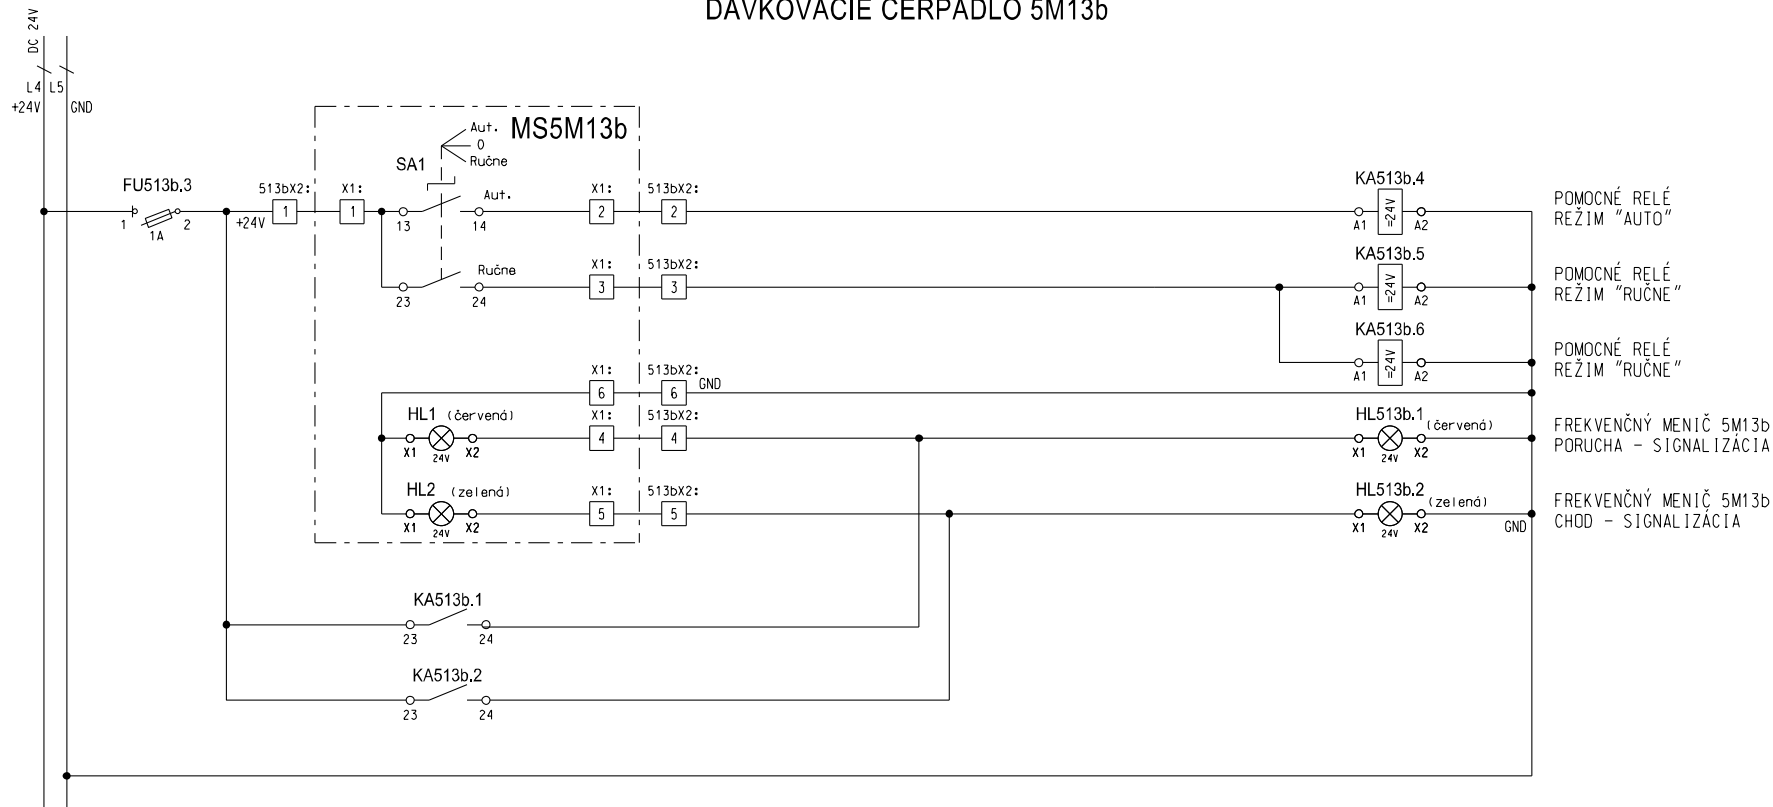 DÁVKOVACIE ČERPADLO 5M13b
DC 24V
L4 L5
+24V GND
MS5M13b
Aut.
0
Ručne
SA1
FU513b.3
1 2
1A
+24V
513bX2: X1:
1 1
Aut.
13 14
X1: 513bX2:
2 2
KA513b.4
A1 =24V A2
POMOCNÉ RELÉ
REŽIM "AUTO"
Ručne
23 24
X1: 513bX2:
3 3
KA513b.5
A1 =24V A2
POMOCNÉ RELÉ
REŽIM "RUČNE"
KA513b.6
A1 =24V A2
POMOCNÉ RELÉ
REŽIM "RUČNE"
X1: 513bX2:
6 6 GND
HL1 (červená)
X1 24V X2
X1: 513bX2:
4 4
HL513b.1 (červená)
X1 24V X2
FREKVENČNÝ MENIČ 5M13b
PORUCHA - SIGNALIZÁCIA
HL2 (zelená)
X1 24V X2
X1: 513bX2:
5 5
HL513b.2 (zelená)
X1 24V X2
GND
FREKVENČNÝ MENIČ 5M13b
CHOD - SIGNALIZÁCIA
KA513b.1
23 24
KA513b.2
23 24